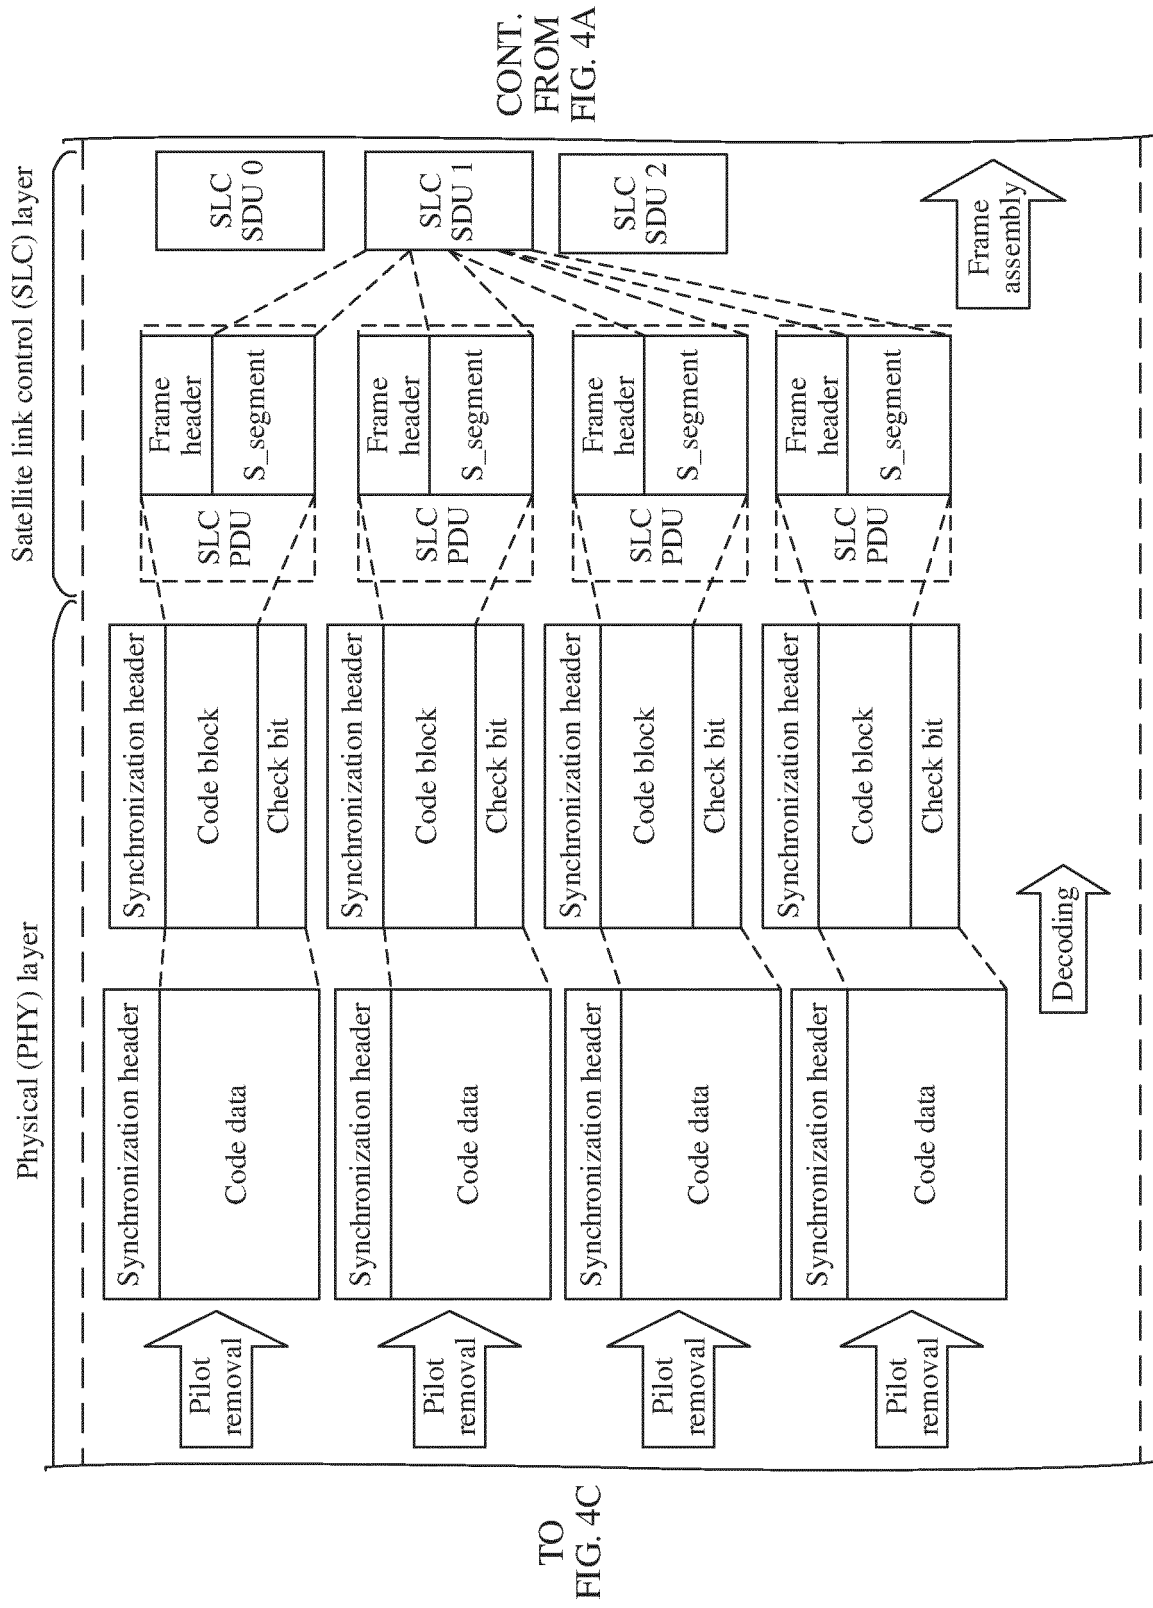 Physical (PHY) layer
Satellite link control (SLC) layer
TO
FIG. 4C
CONT.
FROM
FIG. 4A
Pilot
removal
Synchronization header
Code data
Synchronization header
Code block
Check bit
SLC
PDU
Frame
header
S_segment
SLC
SDU 0
Pilot
removal
Synchronization header
Code data
Synchronization header
Code block
Check bit
SLC
PDU
Frame
header
S_segment
SLC
SDU 1
Pilot
removal
Synchronization header
Code data
Synchronization header
Code block
Check bit
SLC
PDU
Frame
header
S_segment
SLC
SDU 2
Pilot
removal
Synchronization header
Code data
Synchronization header
Code block
Check bit
SLC
PDU
Frame
header
S_segment
Decoding
Frame
assembly